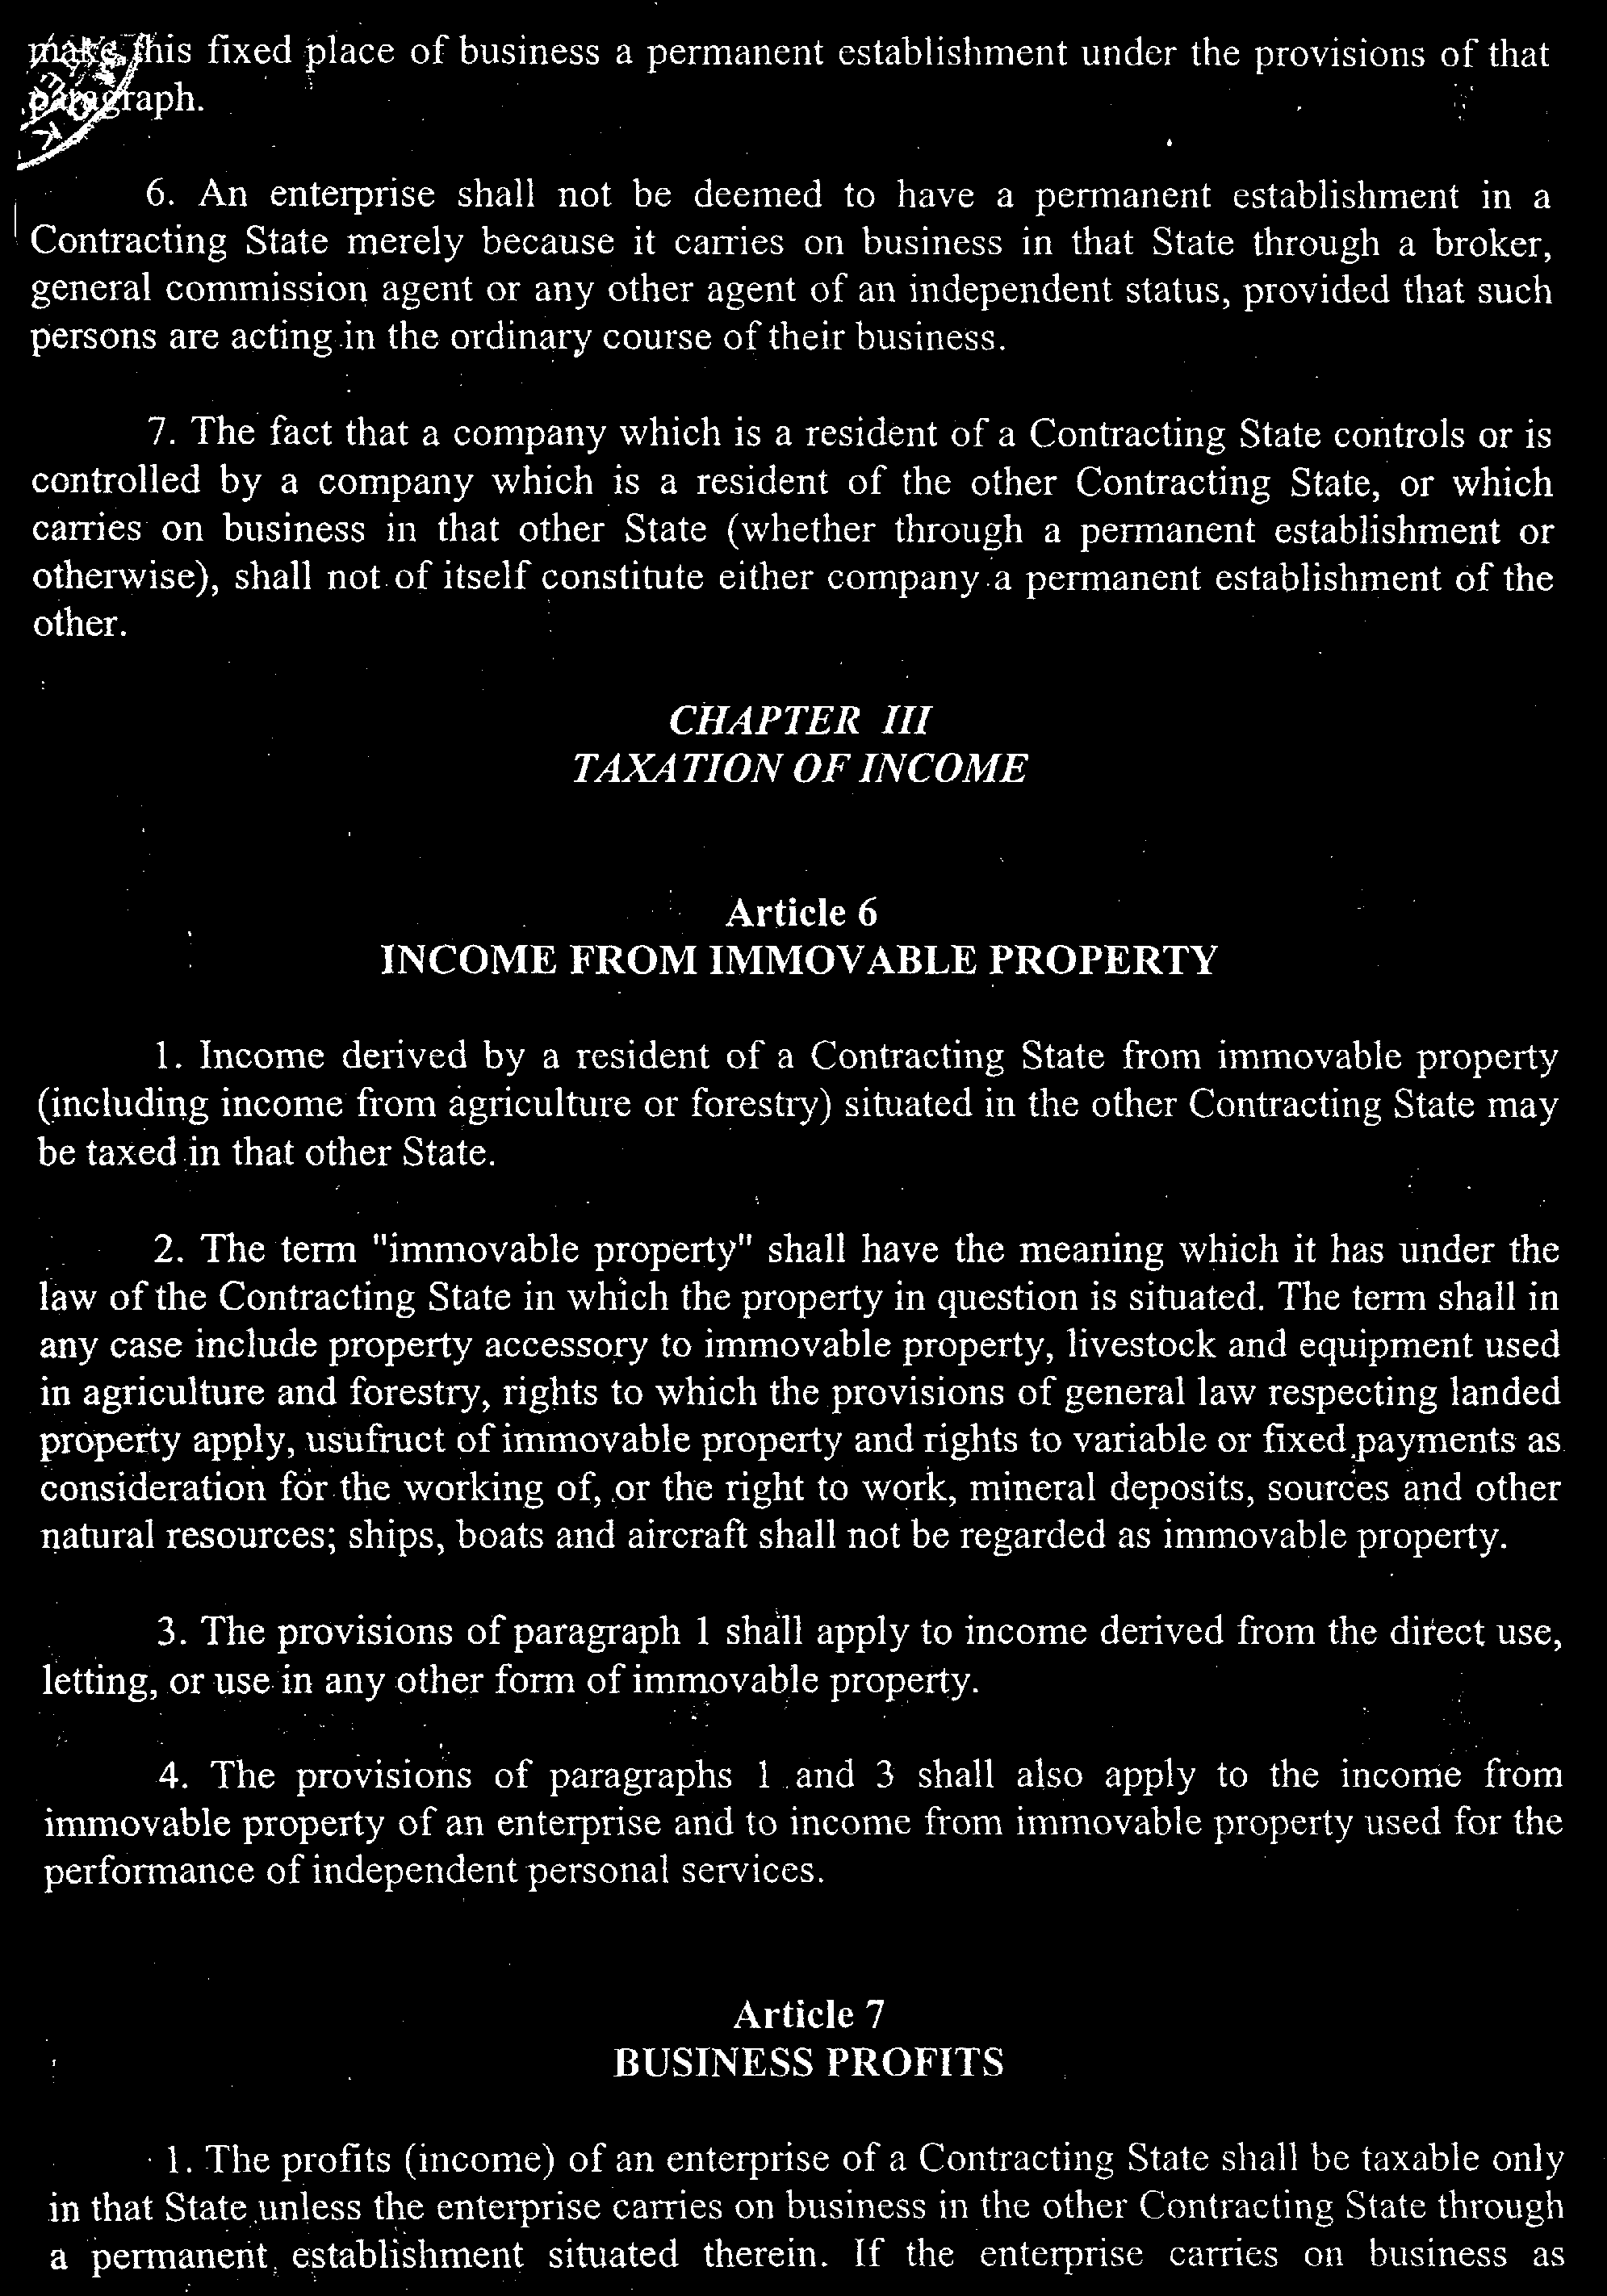 make this fixed place of business a permanent establishment under the provisions of that
paragraph.
6. An enterprise shall not be deemed to have a permanent establishment in a
Contracting State merely because it carries on business in that State through a broker,
general commission agent or any other agent of an independent status, provided that such
persons are acting in the ordinary course of their business.
7. The fact that a company which is a resident of a Contracting State controls or is
controlled by a company which is a resident of the other Contracting State, or which
carries on business in that other State (whether through a permanent establishment or
otherwise), shall not of itself constitute either company a permanent establishment of the
other.
CHAPTER III
TAXATION OF INCOME
Article 6
INCOME FROM IMMOVABLE PROPERTY
1. Income derived by a resident of a Contracting State from immovable property
(including income from agriculture or forestry) situated in the other Contracting State may
be taxed in that other State.
2. The term "immovable property" shall have the meaning which it has under the
law of the Contracting State in which the property in question is situated. The term shall in
any case include property accessory to immovable property, livestock and equipment used
in agriculture and forestry, rights to which the provisions of general law respecting landed
property apply, usufruct of immovable property and rights to variable or fixed payments as
consideration for the working of, or the right to work, mineral deposits, sources and other
natural resources; ships, boats and aircraft shall not be regarded as immovable property.
3. The provisions of paragraph 1 shall apply to income derived from the direct use,
letting, or use in any other form of immovable property.
4. The provisions of paragraphs 1 and 3 shall also apply to the income from
immovable property of an enterprise and to income from immovable property used for the
performance of independent personal services.
Article 7
BUSINESS PROFITS
1. The profits (income) of an enterprise of a Contracting State shall be taxable only
in that State unless the enterprise carries on business in the other Contracting State through
a permanent establishment situated therein. If the enterprise carries on business as